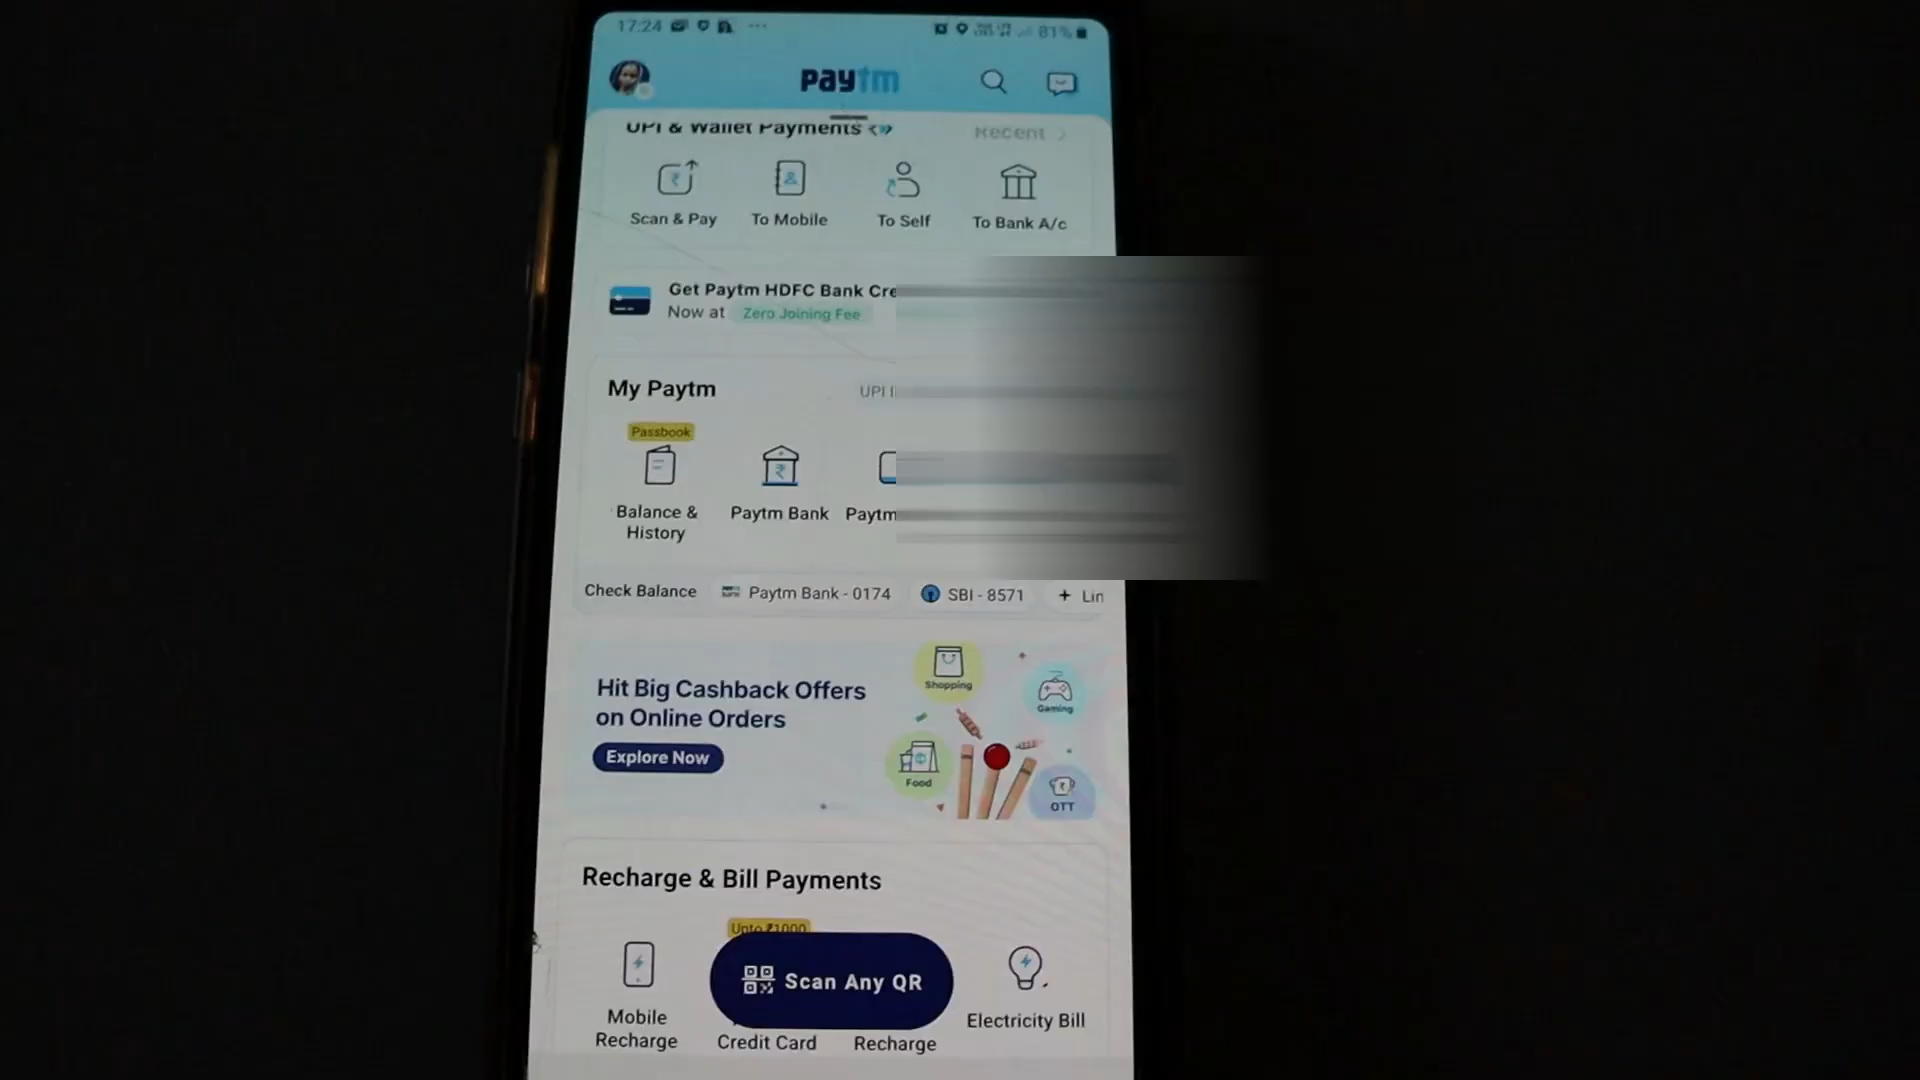 17:24
81%
paytm
UPI & Wallet Payments
Recent
Scan & Pay
To Mobile
To Self
To Bank A/c
Get Paytm HDFC Bank Cre
Now at Zero Joining Fee
My Paytm
UPI I
Passbook
Balance &
History
Paytm Bank
Paytm
Check Balance
Paytm Bank - 0174
SBI - 8571
+ Lin
Hit Big Cashback Offers
on Online Orders
Explore Now
Shopping
Gaming
Food
OTT
Recharge & Bill Payments
Upto ₹1000
Scan Any QR
Mobile
Recharge
Credit Card
Recharge
Electricity Bill